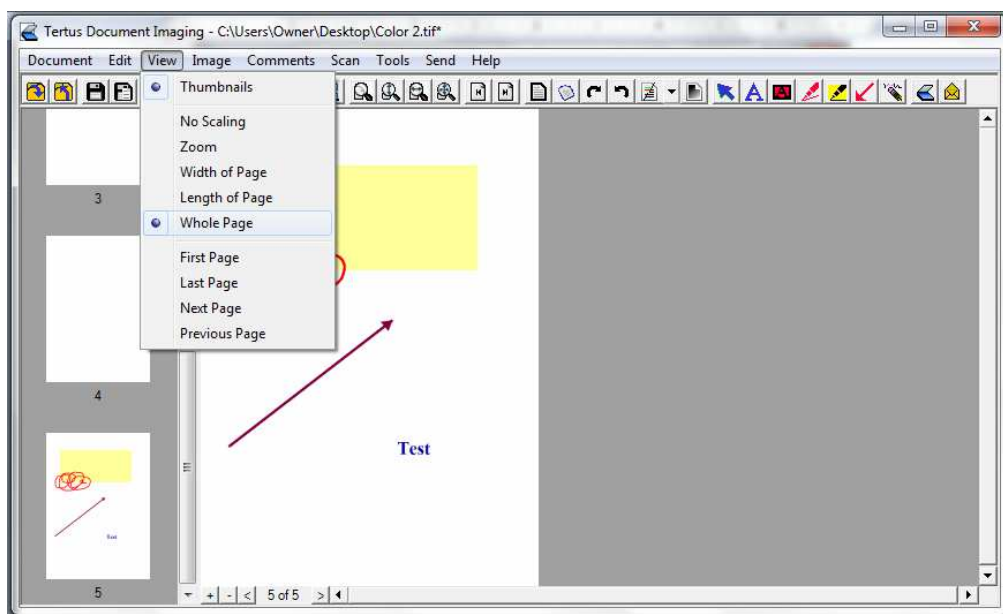 Tertus Document Imaging - C:\Users\Owner\Desktop\Color 2.tif*
Document Edit View Image Comments Scan Tools Send Help
Thumbnails
No Scaling
Zoom
Width of Page
Length of Page
Whole Page
First Page
Last Page
Next Page
Previous Page
3
4
Test
Test
5
+ - < 5 of 5 >